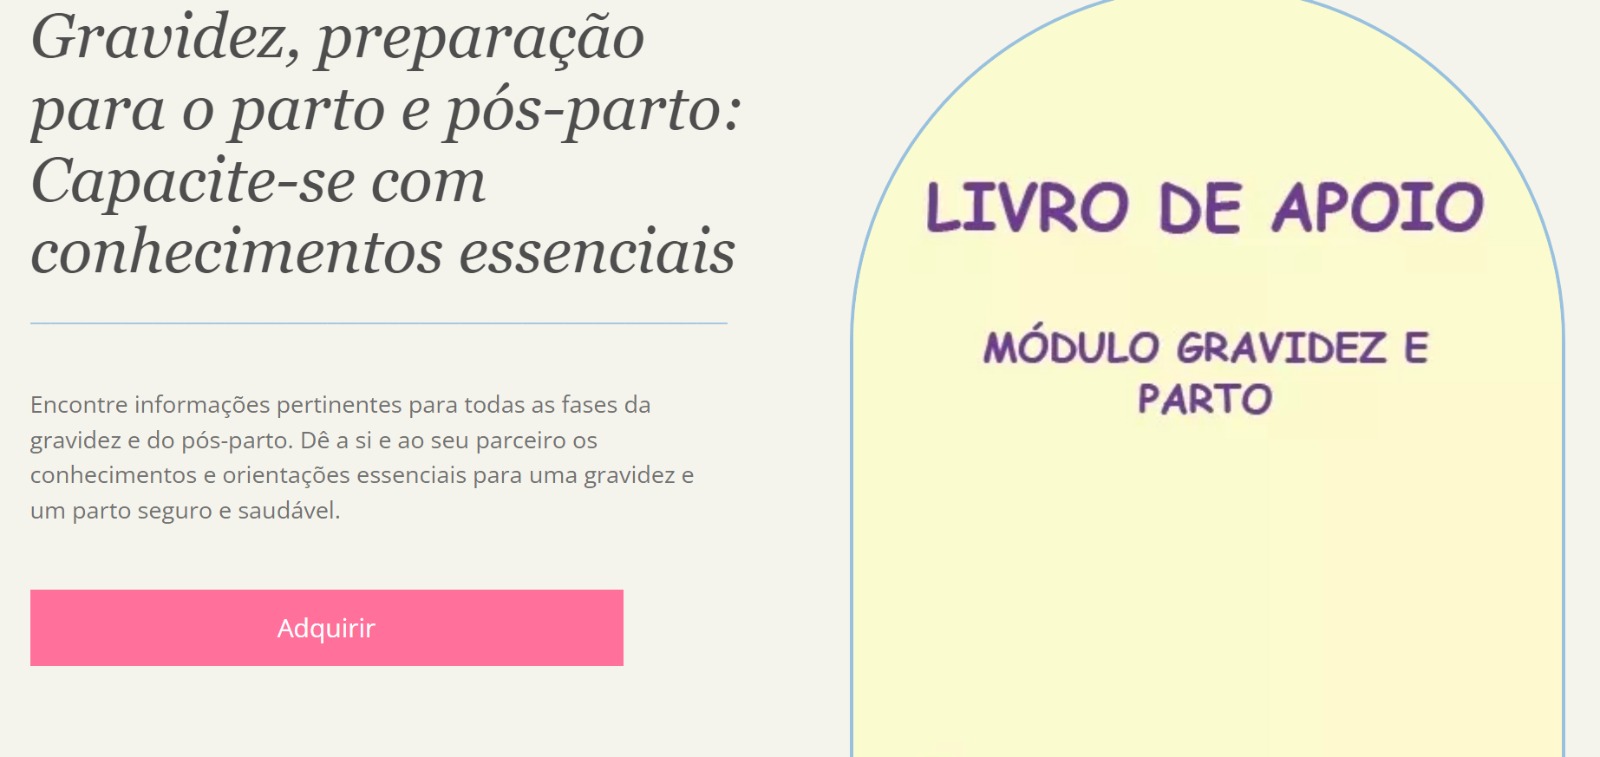 Gravidez, preparação
para o parto e pós-parto:
Capacite-se com
conhecimentos essenciais
Encontre informações pertinentes para todas as fases da
gravidez e do pós-parto. Dê a si e ao seu parceiro os
conhecimentos e orientações essenciais para uma gravidez e
um parto seguro e saudável.
Adquirir
LIVRO DE APOIO
MÓDULO GRAVIDEZ E
PARTO